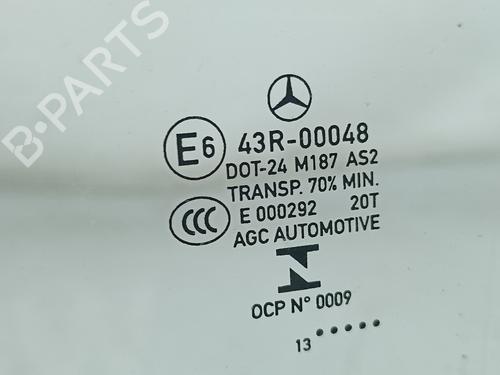 B-PARTS
E6 43R-00048
DOT-24 M187 AS2
TRANSP. 70% MIN.
CCC E 000292 20T
AGC AUTOMOTIVE
N
OCP N° 0009
13 •••••